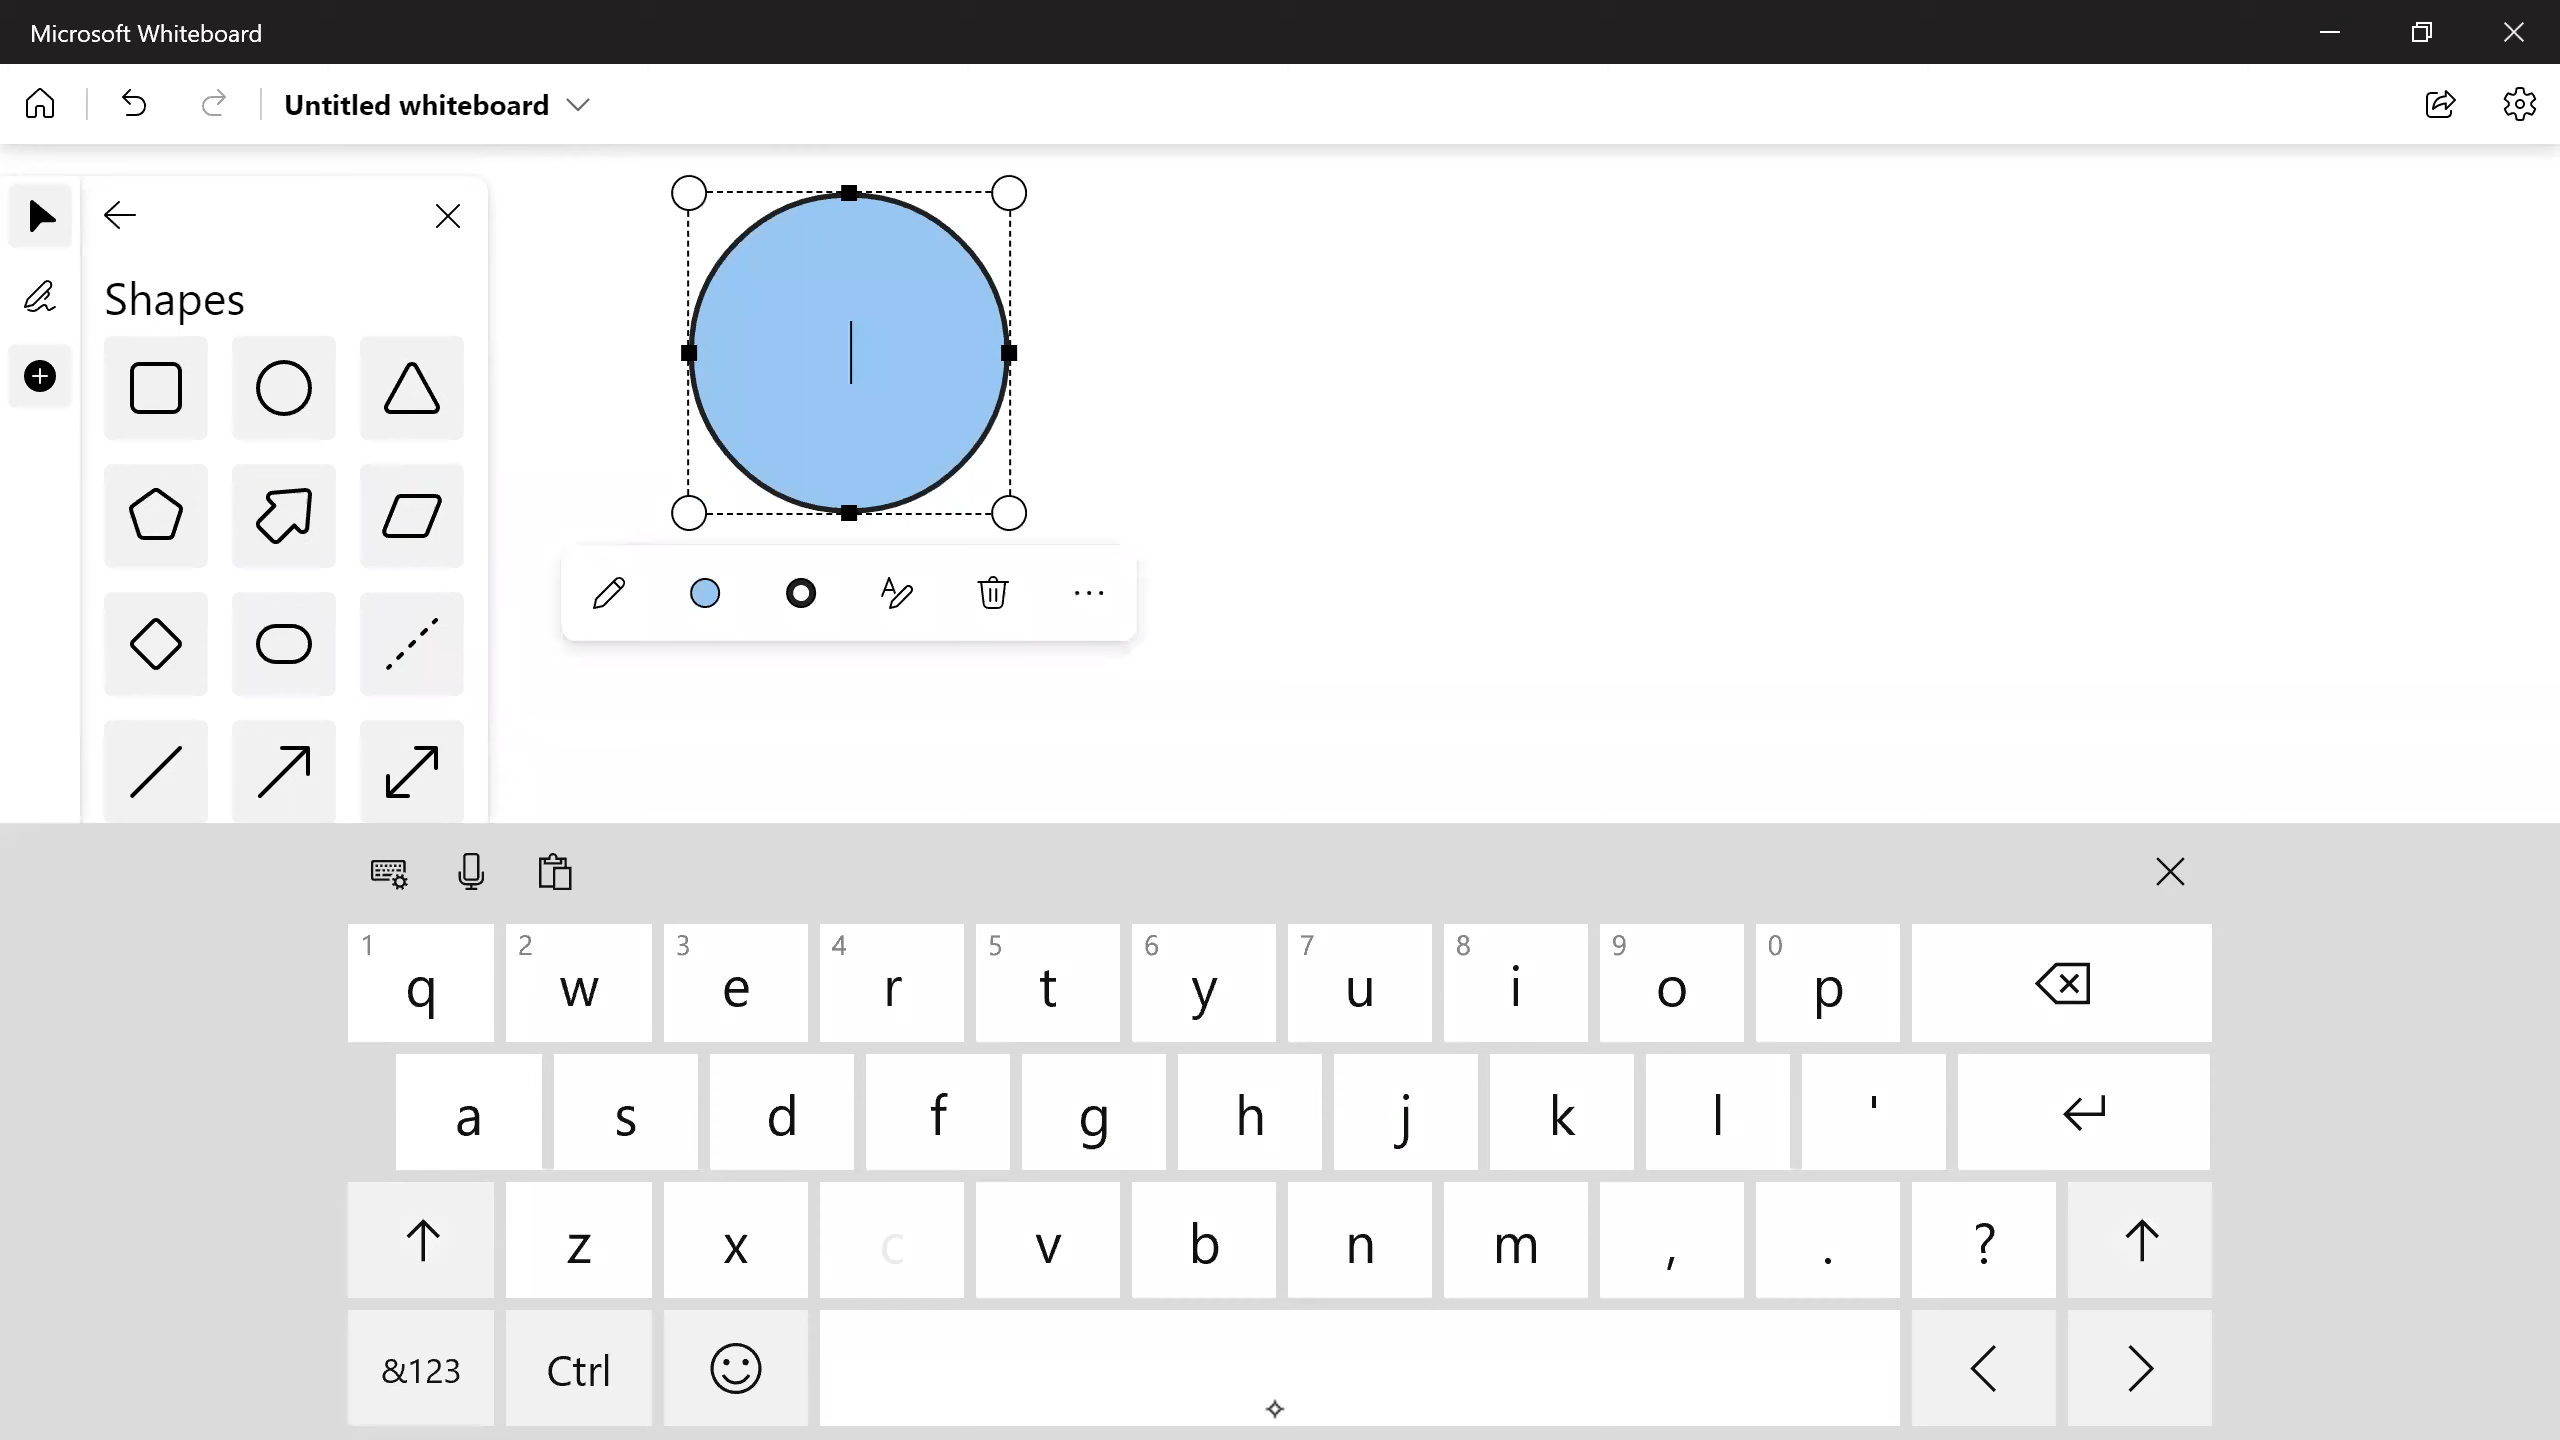 Microsoft Whiteboard
Untitled whiteboard
Shapes
1 2 3 4 5 6 7 8 9 0
q w e r t y u i o p
a s d f g h j k l '
z x c v b n m , . ?
&123 Ctrl